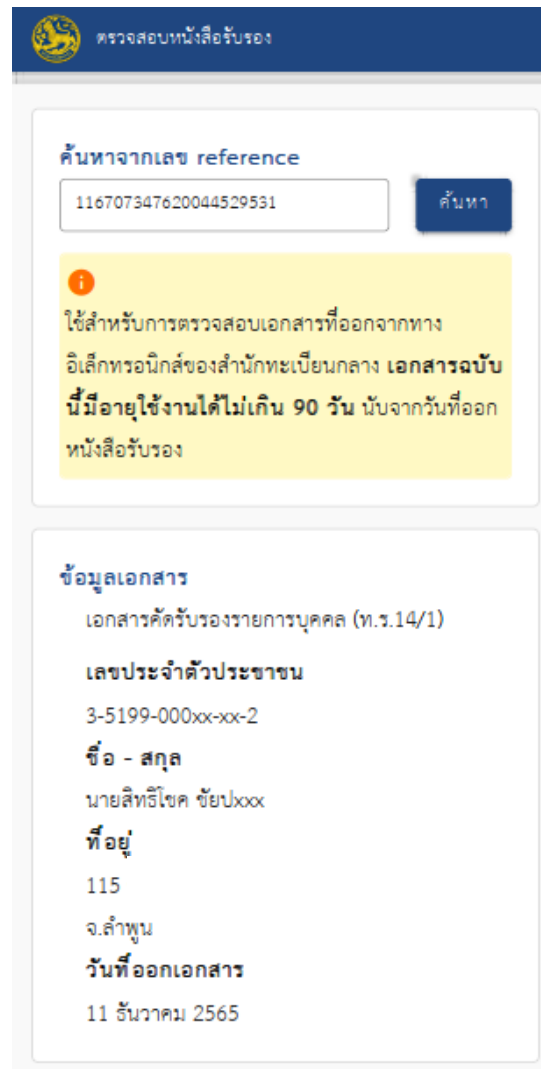 ตรวจสอบหนังสือรับรอง
ค้นหาจากเลข reference
116707347620044529531
ค้นหา
ใช้สำหรับการตรวจสอบเอกสารที่ออกจากทาง
อิเล็กทรอนิกส์ของสำนักทะเบียนกลาง เอกสารฉบับ
นี้มีอายุใช้งานได้ไม่เกิน 90 วัน นับจากวันที่ออก
หนังสือรับรอง
ข้อมูลเอกสาร
เอกสารคัดรับรองรายการบุคคล (ท.ร.14/1)
เลขประจำตัวประชาชน
3-5199-000xx-xx-2
ชื่อ - สกุล
นายสิทธิโชค ชัยปxxx
ที่อยู่
115
จ.ลำพูน
วันที่ออกเอกสาร
11 ธันวาคม 2565